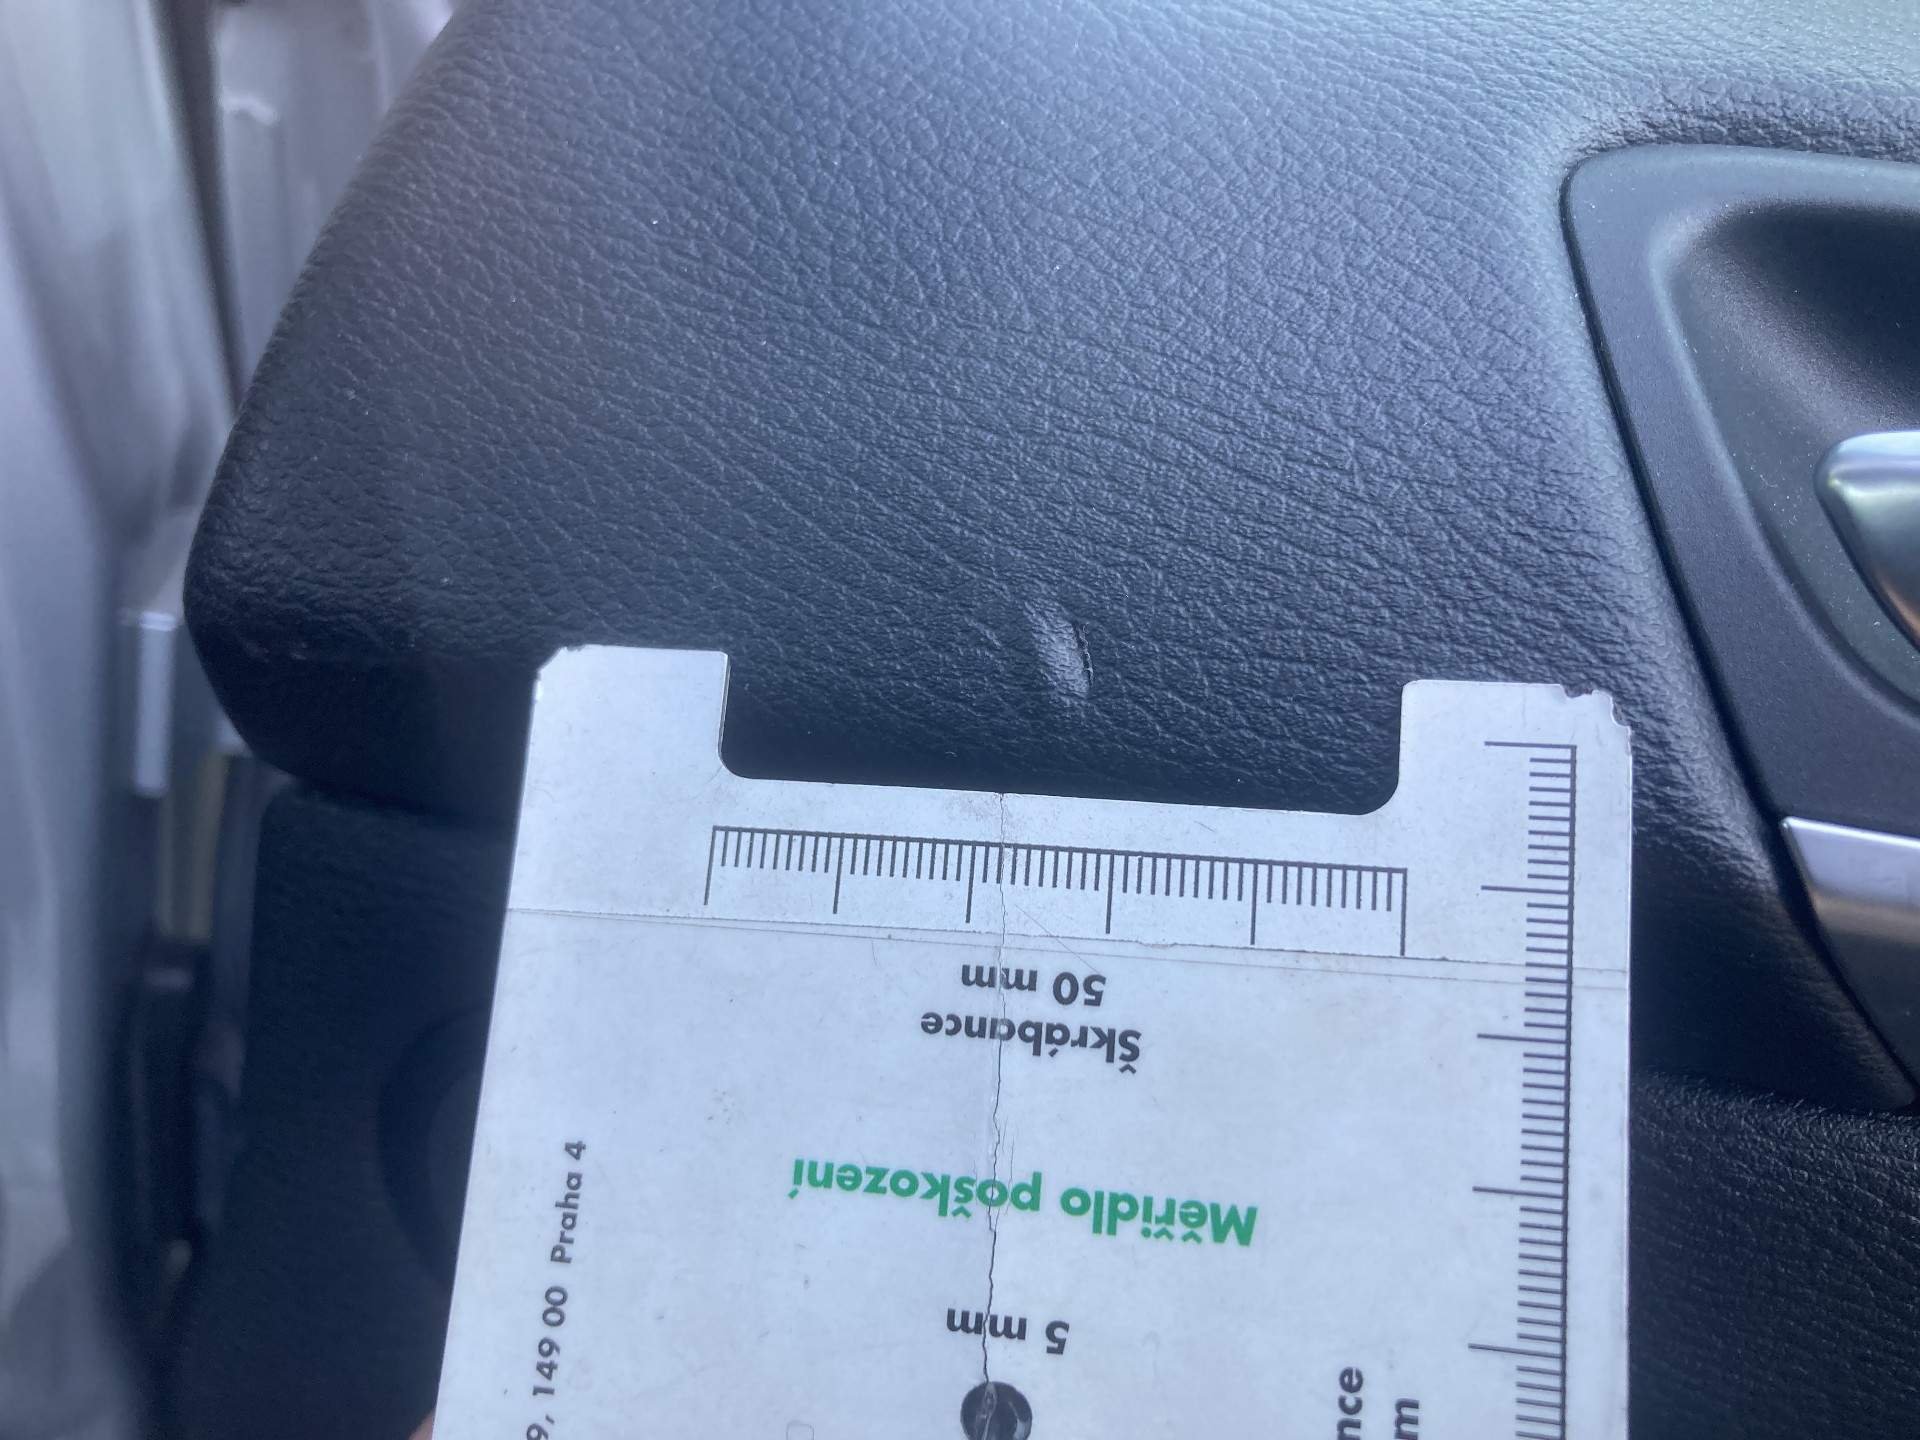 50 mm
Škrábance
Měřidlo poškození
5 mm
9, 149 00 Praha 4
nce
m